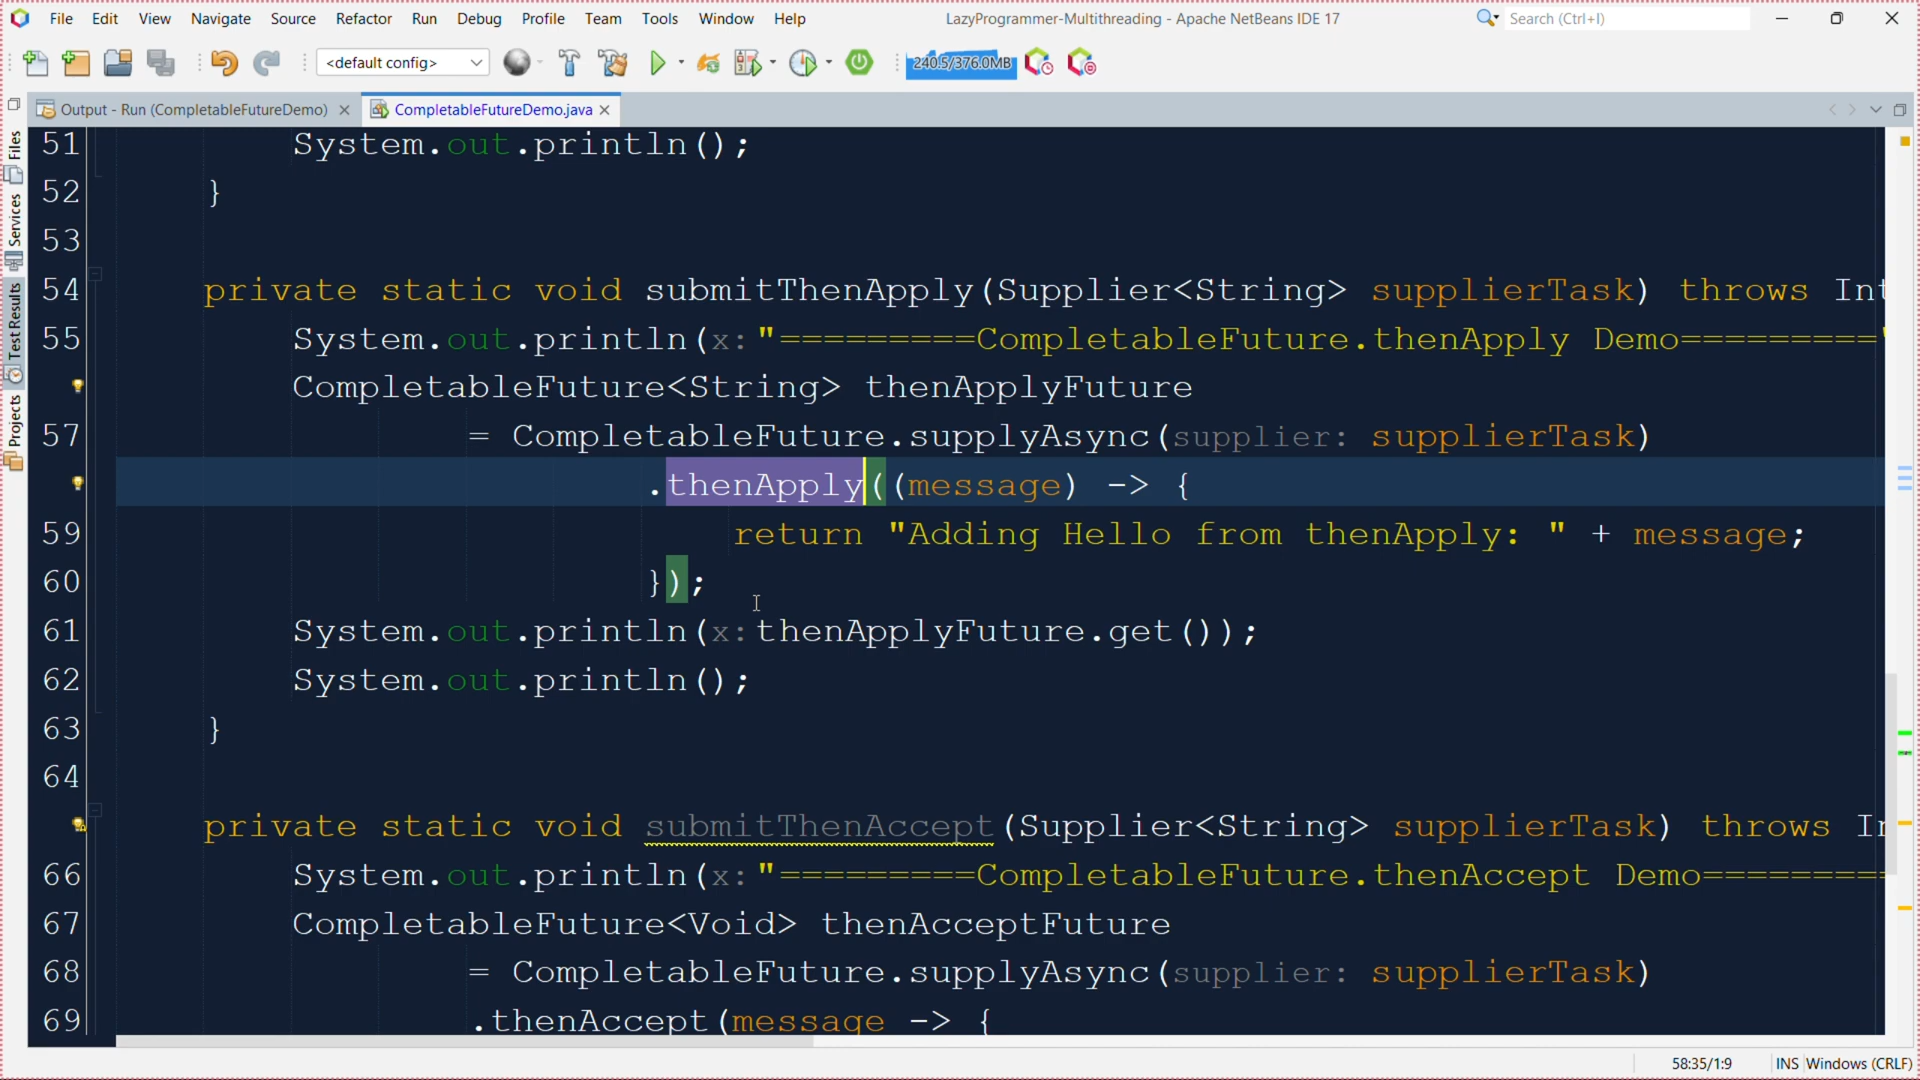 File Edit View Navigate Source Refactor Run Debug Profile Team Tools Window Help LazyProgrammer-Multithreading - Apache NetBeans IDE 17 Search (Ctrl+I)
<default config> 240.5/376.0MB
Output - Run (CompletableFutureDemo) CompletableFutureDemo.java
Files
Services
Test Results
Projects
51 System.out.println();
52 }
53
54 private static void submitThenApply(Supplier<String> supplierTask) throws Int
55 System.out.println(x: "=========CompletableFuture.thenApply Demo=========
CompletableFuture<String> thenApplyFuture
57 = CompletableFuture.supplyAsync(supplier: supplierTask)
.thenApply((message) -> {
59 return "Adding Hello from thenApply: " + message;
60 });
61 System.out.println(x: thenApplyFuture.get());
62 System.out.println();
63 }
64
private static void submitThenAccept(Supplier<String> supplierTask) throws In
66 System.out.println(x: "=========CompletableFuture.thenAccept Demo=========
67 CompletableFuture<Void> thenAcceptFuture
68 = CompletableFuture.supplyAsync(supplier: supplierTask)
69 .thenAccept(message -> {
58:35/1:9 INS Windows (CRLF)